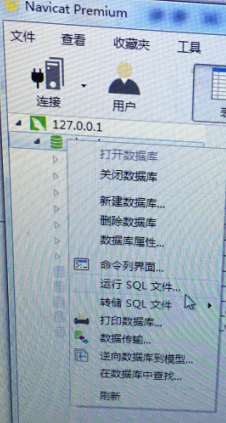 Navicat Premium
文件 查看 收藏夹 工具
连接 用户
127.0.0.1
打开数据库
关闭数据库
新建数据库...
删除数据库
数据库属性...
命令列界面...
运行 SQL 文件...
转储 SQL 文件
打印数据库...
数据传输...
逆向数据库到模型...
在数据库中查找...
刷新